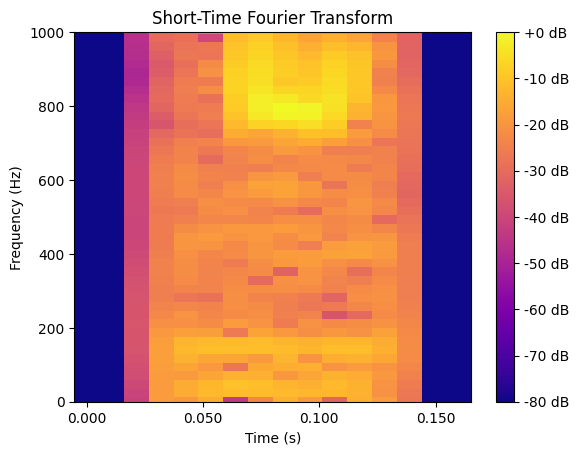 Short-Time Fourier Transform
1000
800
600
400
200
0
Frequency (Hz)
0.000
0.050
0.100
0.150
Time (s)
+0 dB
-10 dB
-20 dB
-30 dB
-40 dB
-50 dB
-60 dB
-70 dB
-80 dB